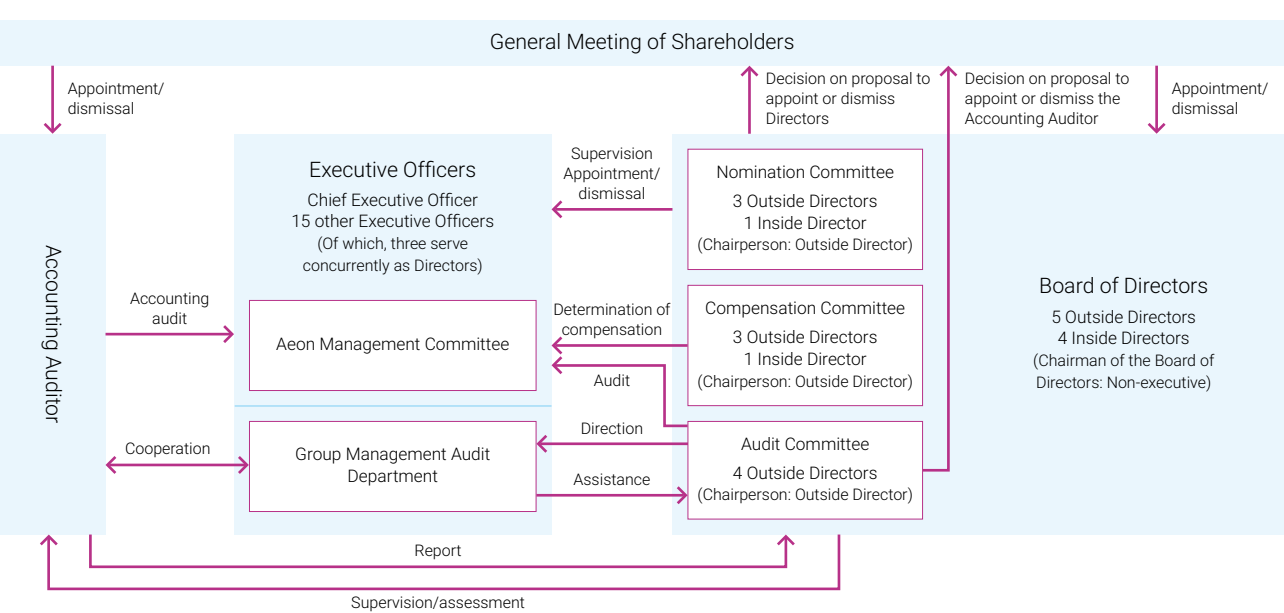 General Meeting of Shareholders
Appointment/
dismissal
Decision on proposal to
appoint or dismiss
Directors
Decision on proposal to
appoint or dismiss the
Accounting Auditor
Appointment/
dismissal
Accounting Auditor
Accounting
audit
Cooperation
Executive Officers
Chief Executive Officer
15 other Executive Officers
(Of which, three serve
concurrently as Directors)
Aeon Management Committee
Group Management Audit
Department
Supervision
Appointment/
dismissal
Determination of
compensation
Audit
Direction
Assistance
Nomination Committee
3 Outside Directors
1 Inside Director
(Chairperson: Outside Director)
Compensation Committee
3 Outside Directors
1 Inside Director
(Chairperson: Outside Director)
Audit Committee
4 Outside Directors
(Chairperson: Outside Director)
Board of Directors
5 Outside Directors
4 Inside Directors
(Chairman of the Board of
Directors: Non-executive)
Report
Supervision/assessment